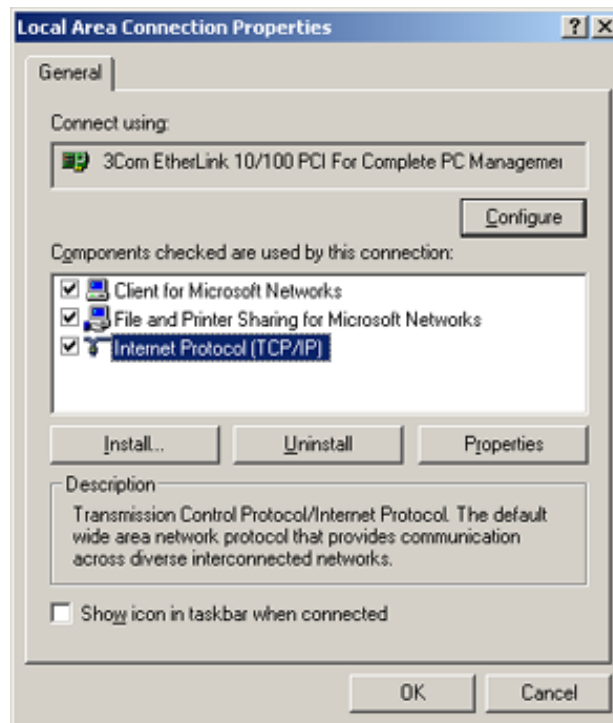 Local Area Connection Properties
General
Connect using:
3Com EtherLink 10/100 PCI For Complete PC Managemer
Configure
Components checked are used by this connection:
Client for Microsoft Networks
File and Printer Sharing for Microsoft Networks
Internet Protocol (TCP/IP)
Install...
Uninstall
Properties
Description
Transmission Control Protocol/Internet Protocol. The default
wide area network protocol that provides communication
across diverse interconnected networks.
Show icon in taskbar when connected
OK
Cancel